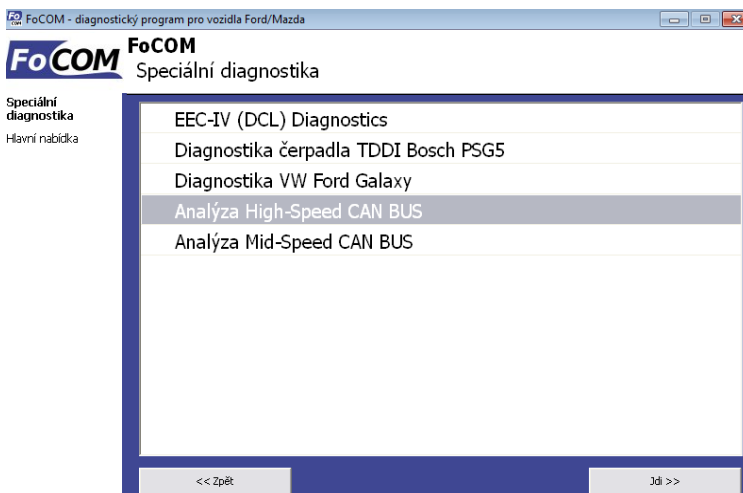 FoCOM - diagnostický program pro vozidla Ford/Mazda
FoCOM
FoCOM
Speciální diagnostika
Speciální
diagnostika
Hlavní nabídka
EEC-IV (DCL) Diagnostics
Diagnostika čerpadla TDDI Bosch PSG5
Diagnostika VW Ford Galaxy
Analýza High-Speed CAN BUS
Analýza Mid-Speed CAN BUS
<< Zpět
Jdi >>